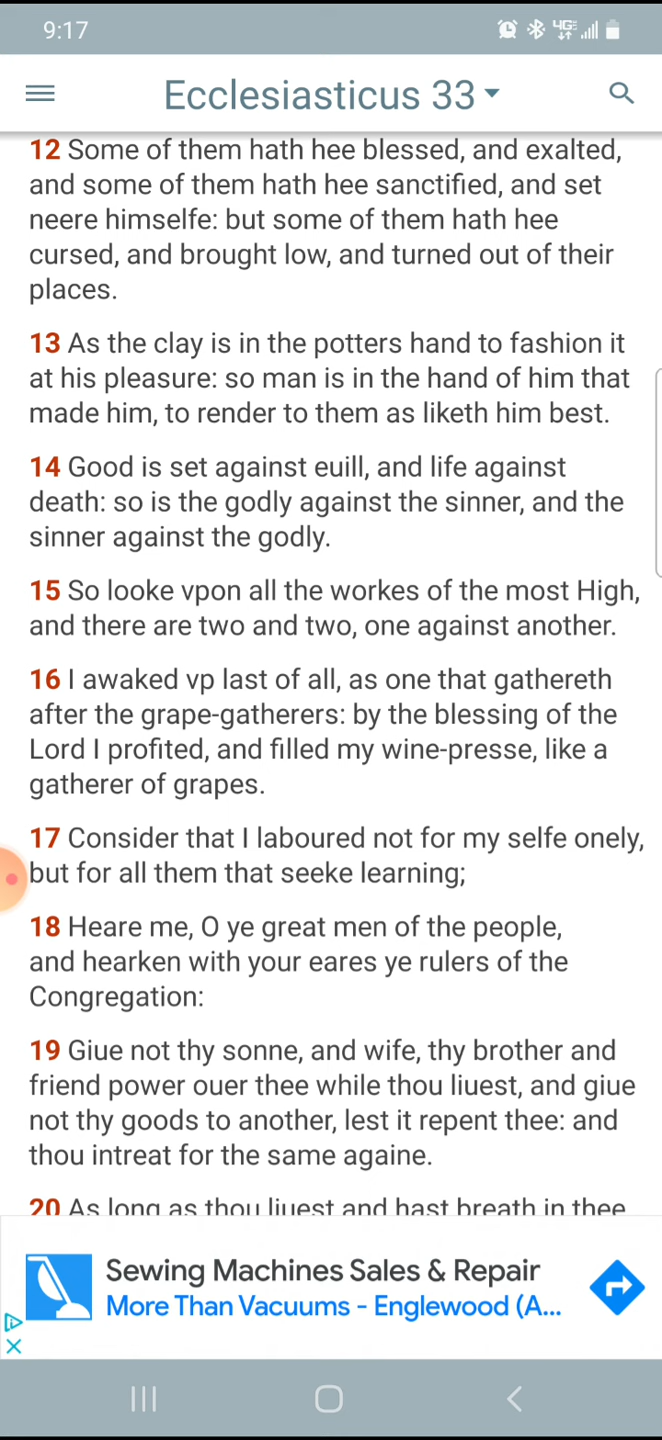 9:17
4GE
Ecclesiasticus 33
12 Some of them hath hee blessed, and exalted,
and some of them hath hee sanctified, and set
neere himselfe: but some of them hath hee
cursed, and brought low, and turned out of their
places.
13 As the clay is in the potters hand to fashion it
at his pleasure: so man is in the hand of him that
made him, to render to them as liketh him best.
14 Good is set against euill, and life against
death: so is the godly against the sinner, and the
sinner against the godly.
15 So looke vpon all the workes of the most High,
and there are two and two, one against another.
16 I awaked vp last of all, as one that gathereth
after the grape-gatherers: by the blessing of the
Lord I profited, and filled my wine-presse, like a
gatherer of grapes.
17 Consider that I laboured not for my selfe onely,
but for all them that seeke learning;
18 Heare me, O ye great men of the people,
and hearken with your eares ye rulers of the
Congregation:
19 Giue not thy sonne, and wife, thy brother and
friend power ouer thee while thou liuest, and giue
not thy goods to another, lest it repent thee: and
thou intreat for the same againe.
20 As long as thou liuest and hast breath in thee
Sewing Machines Sales & Repair
More Than Vacuums - Englewood (A...